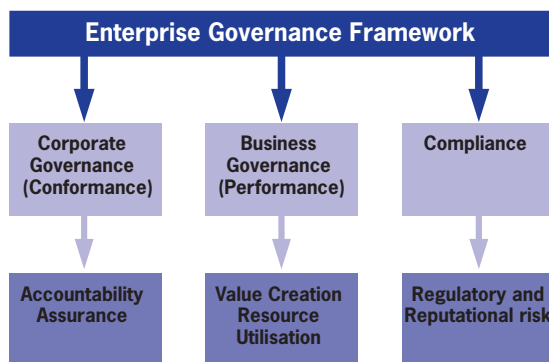 Enterprise Governance Framework
Corporate
Governance
(Conformance)
Business
Governance
(Performance)
Compliance
Accountability
Assurance
Value Creation
Resource
Utilisation
Regulatory and
Reputational risk